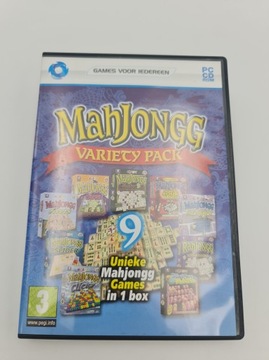 GAMES VOOR IEDEREEN
PC
CD
MahJongg
VARIETY PACK
9
Unieke
Mahjongg
Games
in 1 box
3
www.pegi.info